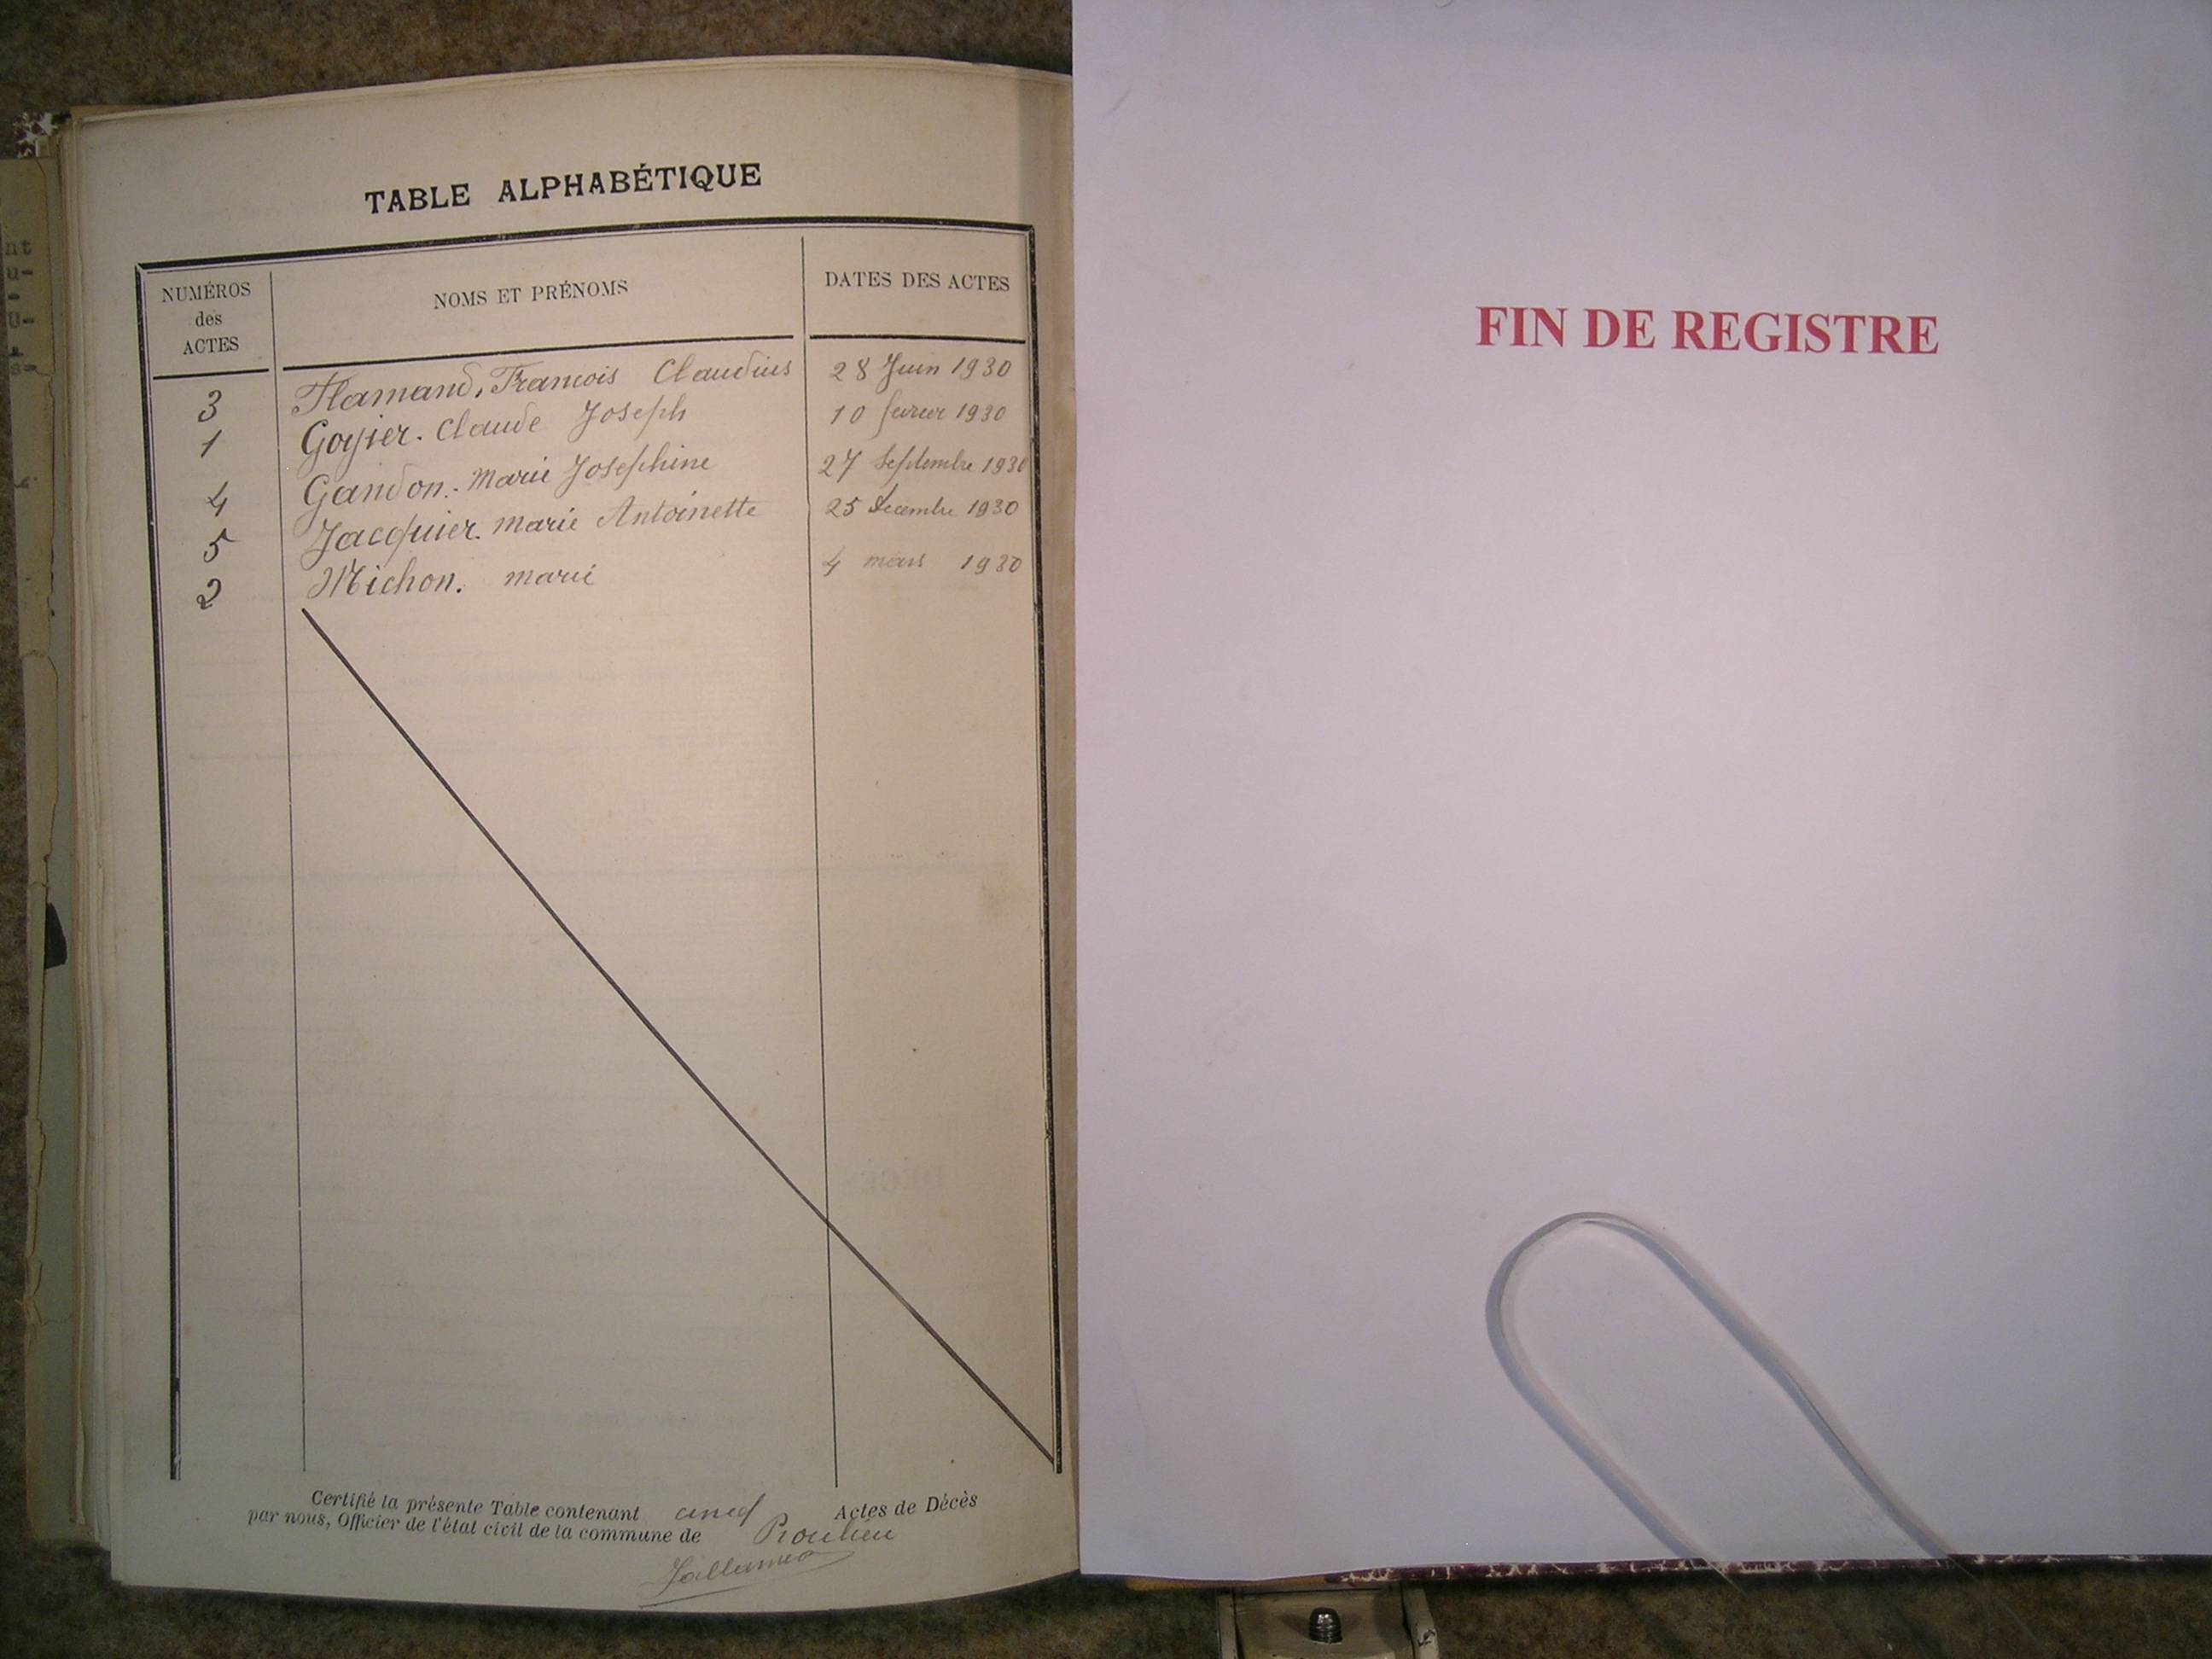 TABLE ALPHABÉTIQUE
NUMÉROS
des
ACTES
NOMS ET PRÉNOMS
DATES DES ACTES
3 Flamand, Francois Claudius 28 Juin 1930
1 Goyier. Claude Joseph 10 fevrier 1930
4 Gandon. Marie Josephine 27 Septembre 1930
5 Jacquier. Marie Antoinette 25 Decembre 1930
2 Michon. marie 4 mars 1930
Certifié la présente Table contenant cinq Actes de Décès
par nous, Officier de l'état civil de la commune de Proulieu
FIN DE REGISTRE